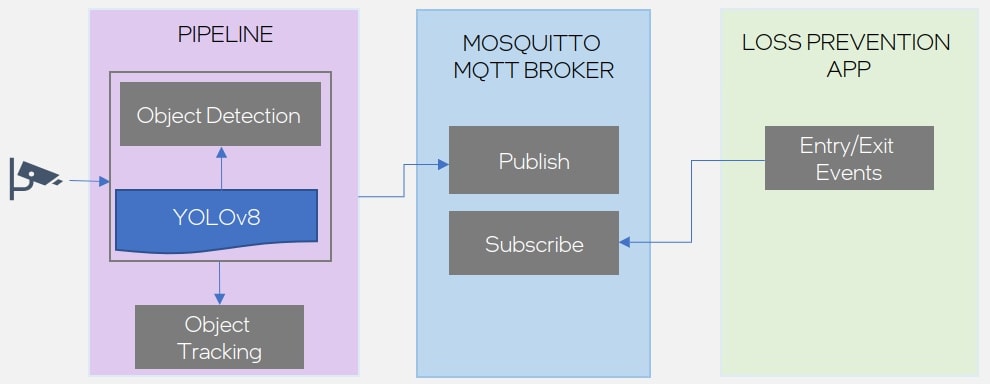 PIPELINE
Object Detection
YOLOv8
Object
Tracking
MOSQUITTO
MQTT BROKER
Publish
Subscribe
LOSS PREVENTION
APP
Entry/Exit
Events